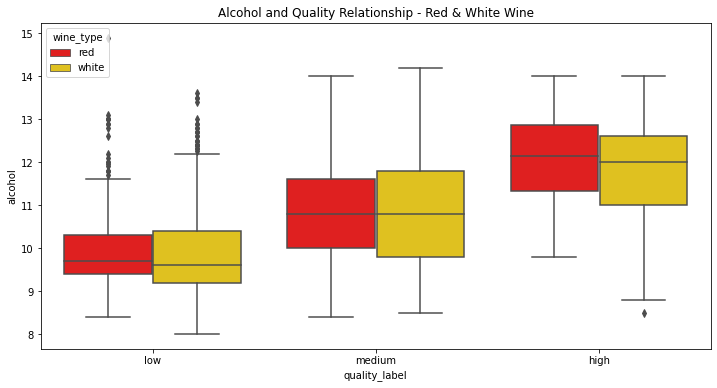 Alcohol and Quality Relationship - Red & White Wine
wine_type
red
white
alcohol
15
14
13
12
11
10
9
8
low medium high
quality_label